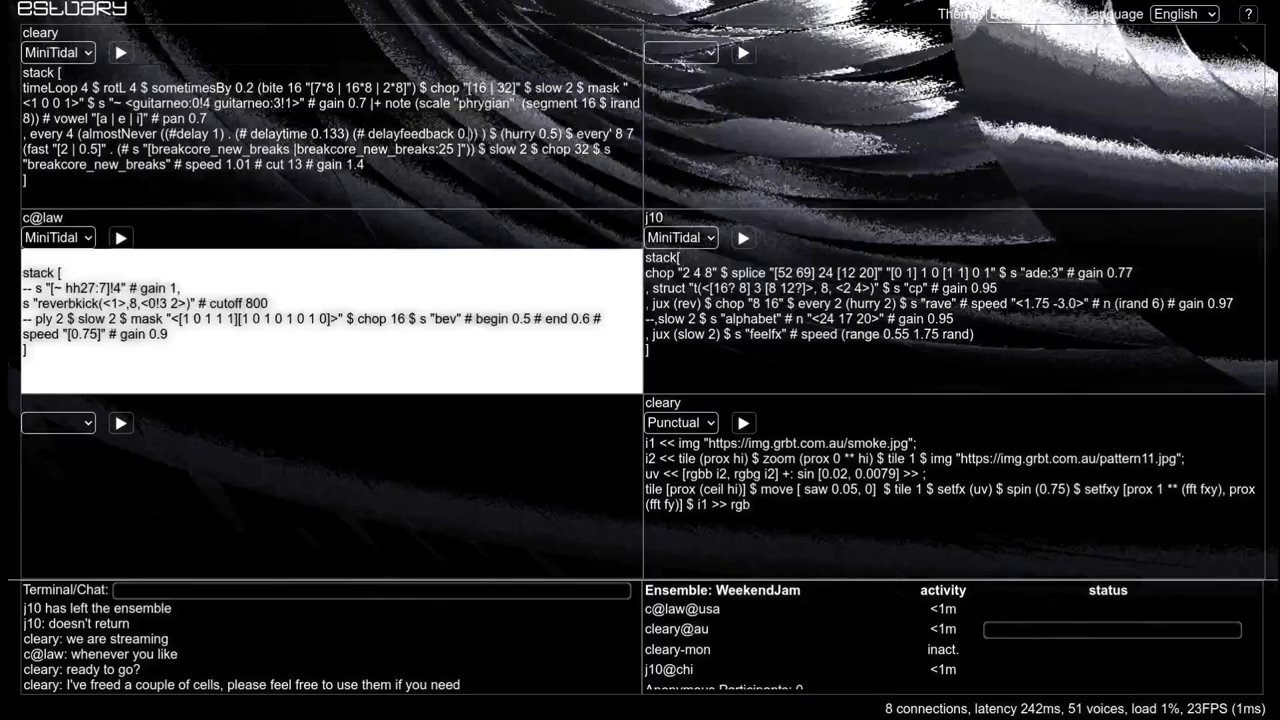 estuary
Theme
Language English ?
cleary
MiniTidal
stack [
timeLoop 4 $ rotL 4 $ sometimesBy 0.2 (bite 16 "[7*8 | 16*8 | 2*8]") $ chop "[16 | 32]" $ slow 2 $ mask "
<1 0 0 1>" $ s "~ <guitarneo:0!4 guitarneo:3!1>" # gain 0.7 |+ note (scale "phrygian" (segment 16 $ irand
8)) # vowel "[a | e | i]" # pan 0.7
, every 4 (almostNever ((#delay 1) . (# delaytime 0.133) (# delayfeedback 0.)) ) $ (hurry 0.5) $ every' 8 7
(fast "[2 | 0.5]" . (# s "[breakcore_new_breaks |breakcore_new_breaks:25 ]")) $ slow 2 $ chop 32 $ s
"breakcore_new_breaks" # speed 1.01 # cut 13 # gain 1.4
]
c@law
MiniTidal
stack [
-- s "[~ hh27:7]!4" # gain 1,
s "reverbkick(<1>,8,<0!3 2>)" # cutoff 800
-- ply 2 $ slow 2 $ mask "<[1 0 1 1 1][1 0 1 0 1 0 1 0]>" $ chop 16 $ s "bev" # begin 0.5 # end 0.6 #
speed "[0.75]" # gain 0.9
]
j10
MiniTidal
stack[
chop "2 4 8" $ splice "[52 69] 24 [12 20]" "[0 1] 1 0 [1 1] 0 1" $ s "ade:3" # gain 0.77
, struct "t(<[16? 8] 3 [8 12?]>, 8, <2 4>)" $ s "cp" # gain 0.95
, jux (rev) $ chop "8 16" $ every 2 (hurry 2) $ s "rave" # speed "<1.75 -3.0>" # n (irand 6) # gain 0.97
--,slow 2 $ s "alphabet" # n "<24 17 20>" # gain 0.95
, jux (slow 2) $ s "feelfx" # speed (range 0.55 1.75 rand)
]
cleary
Punctual
i1 << img "https://img.grbt.com.au/smoke.jpg";
i2 << tile (prox hi) $ zoom (prox 0 ** hi) $ tile 1 $ img "https://img.grbt.com.au/pattern11.jpg";
uv << [rgbb i2, rgbg i2] +: sin [0.02, 0.0079] >> ;
tile [prox (ceil hi)] $ move [ saw 0.05, 0] $ tile 1 $ setfx (uv) $ spin (0.75) $ setfxy [prox 1 ** (fft fxy), prox
(fft fy)] $ i1 >> rgb
Terminal/Chat:
j10 has left the ensemble
j10: doesn't return
cleary: we are streaming
c@law: whenever you like
cleary: ready to go?
cleary: I've freed a couple of cells, please feel free to use them if you need
Ensemble: WeekendJam activity status
c@law@usa <1m
cleary@au <1m
cleary-mon inact.
j10@chi <1m
Anonymous Participants: 0
8 connections, latency 242ms, 51 voices, load 1%, 23FPS (1ms)